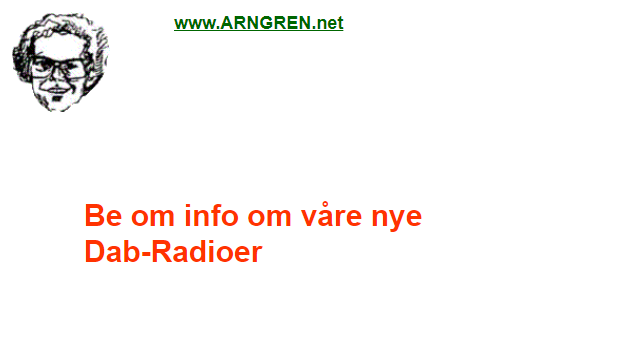 www.ARNGREN.net
Be om info om våre nye
Dab-Radioer